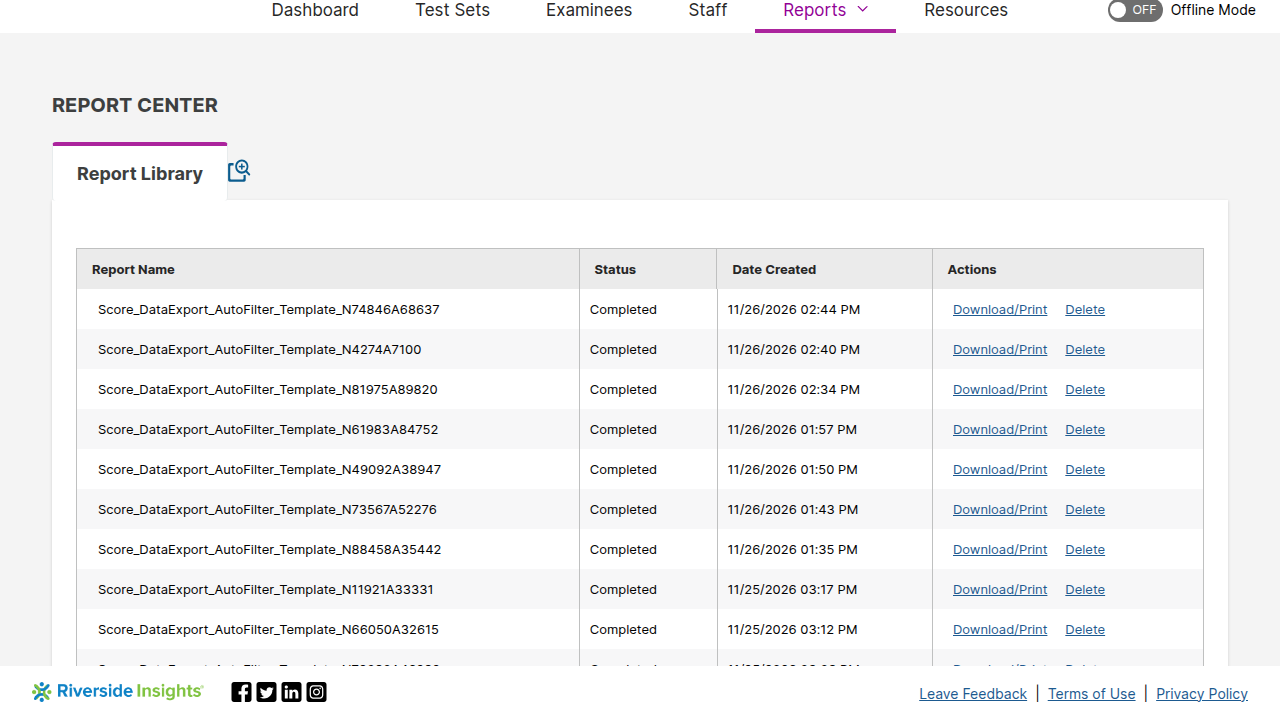 Dashboard Test Sets Examinees Staff Reports Resources OFF Offline Mode
REPORT CENTER
Report Library
Report Name Status Date Created Actions
Score_DataExport_AutoFilter_Template_N74846A68637 Completed 11/26/2026 02:44 PM Download/Print Delete
Score_DataExport_AutoFilter_Template_N4274A7100 Completed 11/26/2026 02:40 PM Download/Print Delete
Score_DataExport_AutoFilter_Template_N81975A89820 Completed 11/26/2026 02:34 PM Download/Print Delete
Score_DataExport_AutoFilter_Template_N61983A84752 Completed 11/26/2026 01:57 PM Download/Print Delete
Score_DataExport_AutoFilter_Template_N49092A38947 Completed 11/26/2026 01:50 PM Download/Print Delete
Score_DataExport_AutoFilter_Template_N73567A52276 Completed 11/26/2026 01:43 PM Download/Print Delete
Score_DataExport_AutoFilter_Template_N88458A35442 Completed 11/26/2026 01:35 PM Download/Print Delete
Score_DataExport_AutoFilter_Template_N11921A33331 Completed 11/25/2026 03:17 PM Download/Print Delete
Score_DataExport_AutoFilter_Template_N66050A32615 Completed 11/25/2026 03:12 PM Download/Print Delete
Riverside Insights Leave Feedback | Terms of Use | Privacy Policy